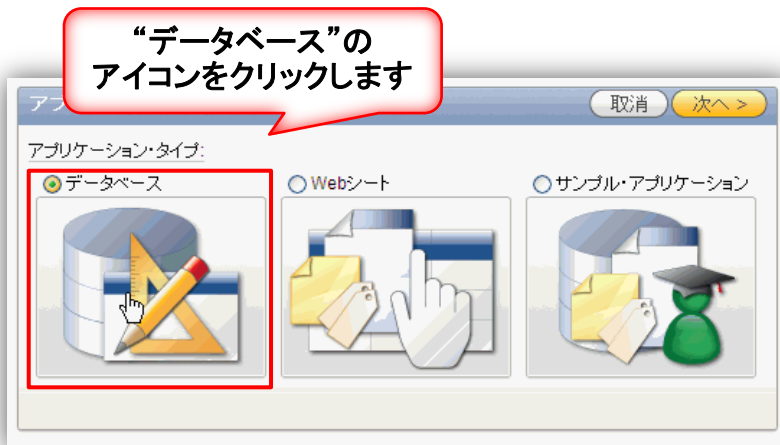 “データベース”の
アイコンをクリックします
取消
次へ >
アプリケーション・タイプ:
データベース
Webシート
サンプル・アプリケーション